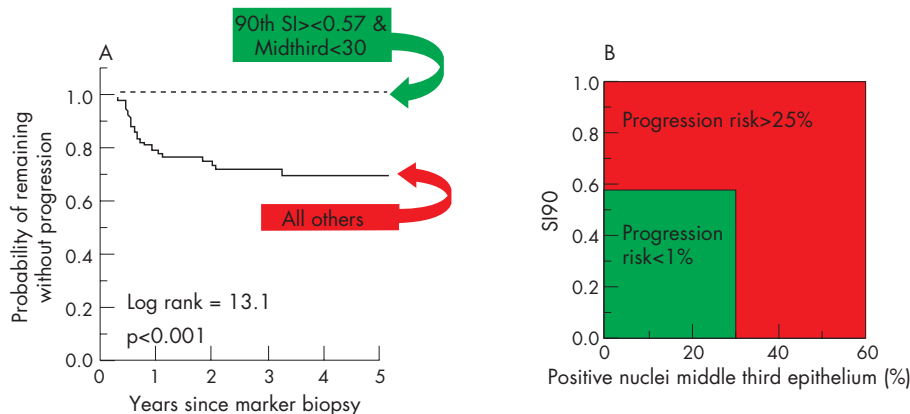 90th SI><0.57 &
Midthird<30
A
1.0
0.8
0.6
0.4
0.2
0.0
Probability of remaining
without progression
All others
Log rank = 13.1
p<0.001
0 1 2 3 4 5
Years since marker biopsy
B
1.0
0.8
0.6
0.4
0.2
0.0
SI90
Progression risk>25%
Progression
risk<1%
0 20 40 60
Positive nuclei middle third epithelium (%)